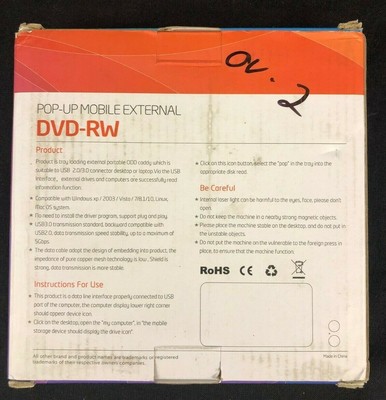 av. 2
POP-UP MOBILE EXTERNAL
DVD-RW
Product
Product is tray loading external portable ODD caddy which is
suitable to USB 2.0/3.0 connector desktop or laptop.Via the USB
interface, external drives and computers are successfully read
information function.
Compatible with Windows xp / 2003 / Vista / 7/8.1/10, Linux,
Mac OS system.
No need to install the driver program, support plug and play.
USB3.0 transmission standard, backward compatible with
USB2.0, data transmission speed stability, up to a maximum of
5Gbps.
The data cable adopt the design of embedding into product, the
impedance of pure copper mesh technology is low, Shield is
strong, data transmission is more stable.
Instructions For Use
This product is a data line interface properly connected to USB
port of the computer, the computer display lower right corner
should appear device icon.
Click on the desktop, open the "my computer", in "the mobile
storage device should display the drive icon".
Click on this icon button, select the "pop" in the tray into the
appropriate disk read.
Be Careful
Internal laser light can be harmful to the eyes, face, please don't
open.
Do not keep the machine in a nearby strong magnetic objects.
Please place the machine stable on the desktop, and do not put in
the unstable objects.
Do not put the machine on the vulnerable to the foreign press in
place, to ensure that the machine function.
RoHS CE
All other brand and product names are trademarks or registered
trademarks of their respective owners companies.
Made in China